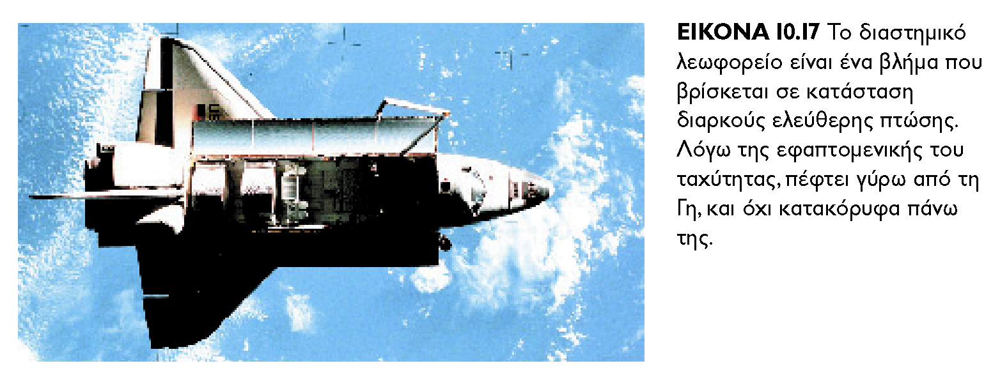 ΕΙΚΟΝΑ 10.17 Το διαστημικό
λεωφορείο είναι ένα βλήμα που
βρίσκεται σε κατάσταση
διαρκούς ελεύθερης πτώσης.
Λόγω της εφαπτομενικής του
ταχύτητας, πέφτει γύρω από τη
Γη, και όχι κατακόρυφα πάνω
της.